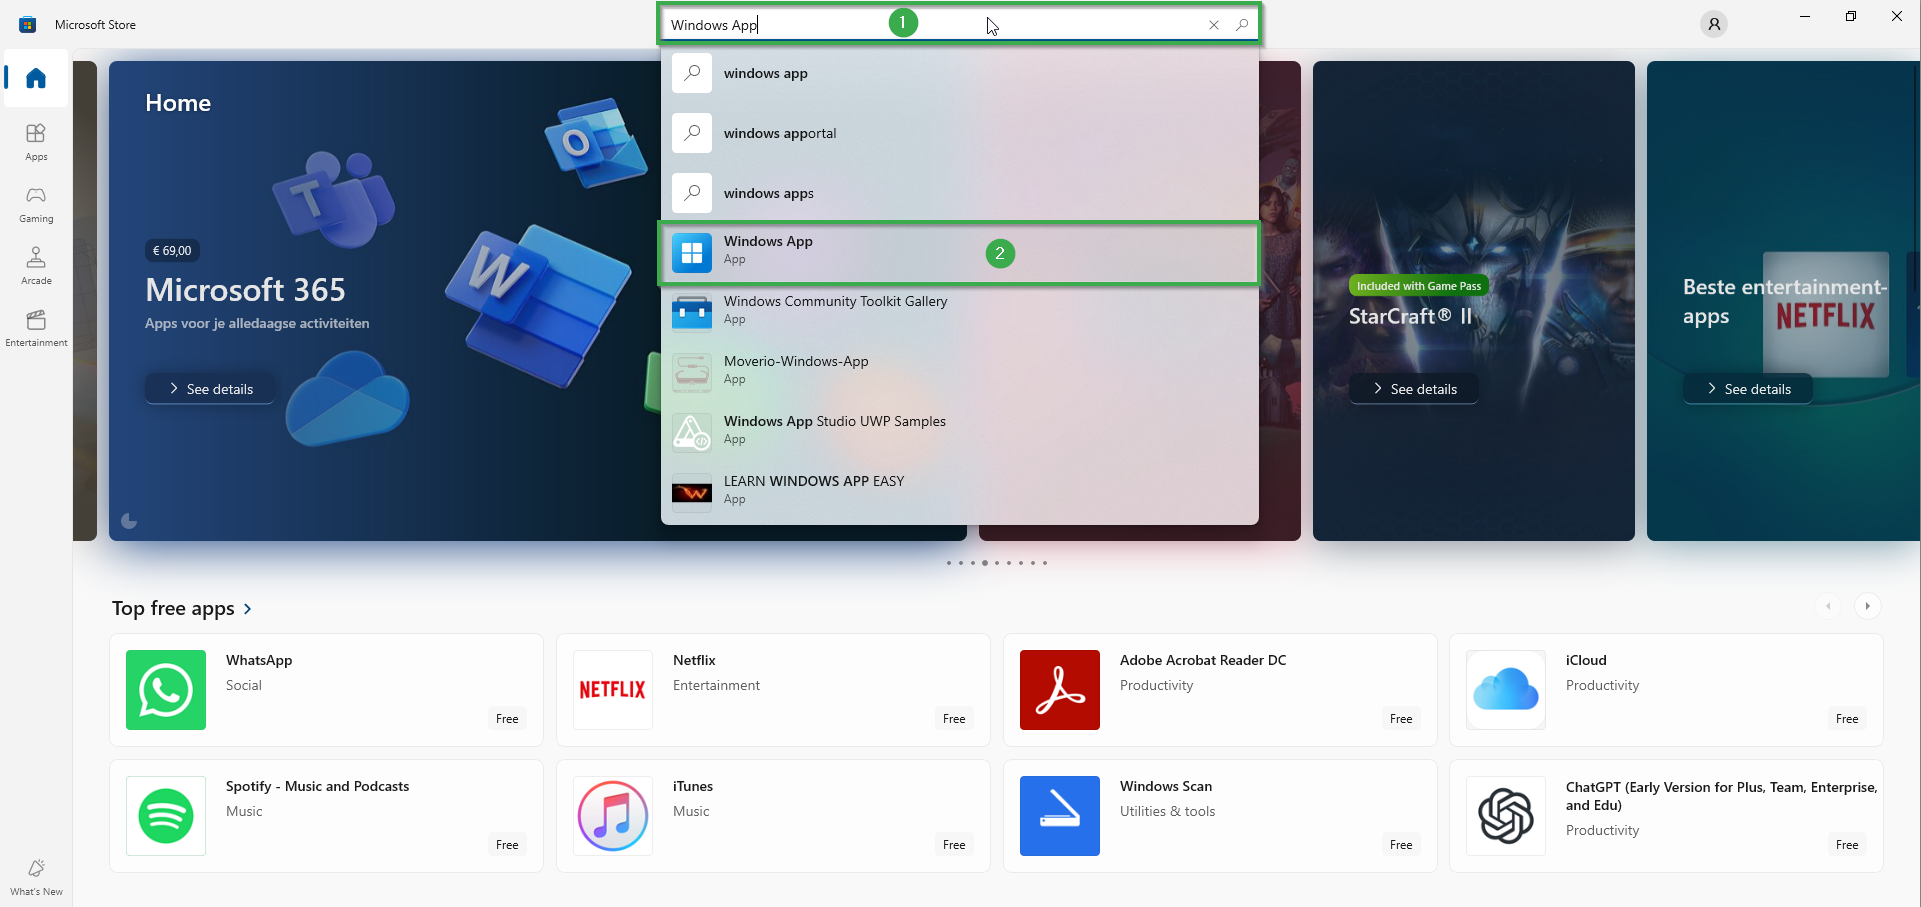 Microsoft Store
Windows App
1
windows app
windows apportal
windows apps
Windows App
App
2
Windows Community Toolkit Gallery
App
Moverio-Windows-App
App
Windows App Studio UWP Samples
App
LEARN WINDOWS APP EASY
App
Apps
Gaming
Arcade
Entertainment
What's New
Home
€ 69,00
Microsoft 365
Apps voor je alledaagse activiteiten
See details
Included with Game Pass
StarCraft® II
See details
Beste entertainment-
apps
NETFLIX
See details
Top free apps
WhatsApp
Social
Free
NETFLIX
Netflix
Entertainment
Free
Adobe Acrobat Reader DC
Productivity
Free
iCloud
Productivity
Free
Spotify - Music and Podcasts
Music
Free
iTunes
Music
Free
Windows Scan
Utilities & tools
Free
ChatGPT (Early Version for Plus, Team, Enterprise,
and Edu)
Productivity
Free